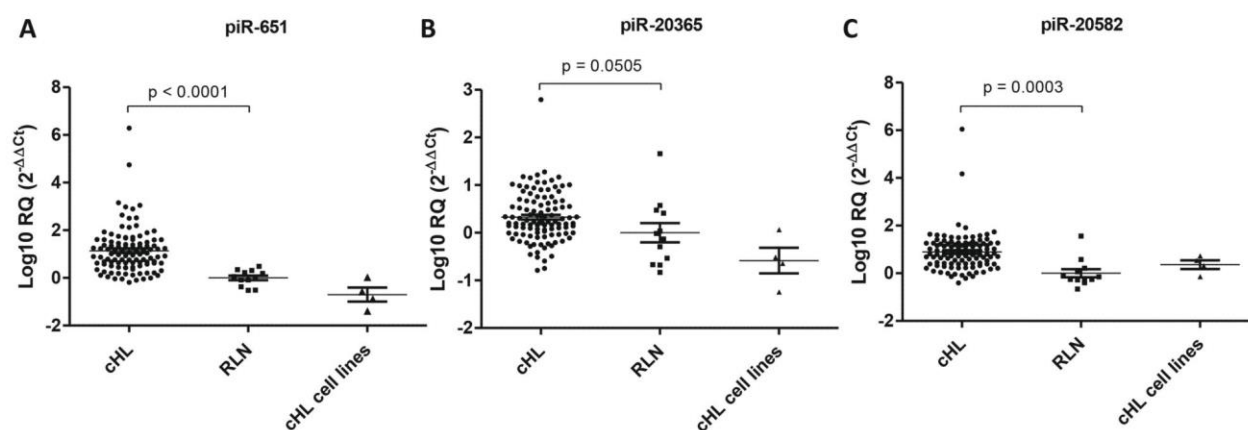 A
piR-651
p < 0.0001
Log10 RQ (2^-ΔΔCt)
8
6
4
2
0
-2
cHL
RLN
cHL cell lines
B
piR-20365
p = 0.0505
Log10 RQ (2^-ΔΔCt)
3
2
1
0
-1
-2
cHL
RLN
cHL cell lines
C
piR-20582
p = 0.0003
Log10 RQ (2^-ΔΔCt)
8
6
4
2
0
-2
cHL
RLN
cHL cell lines